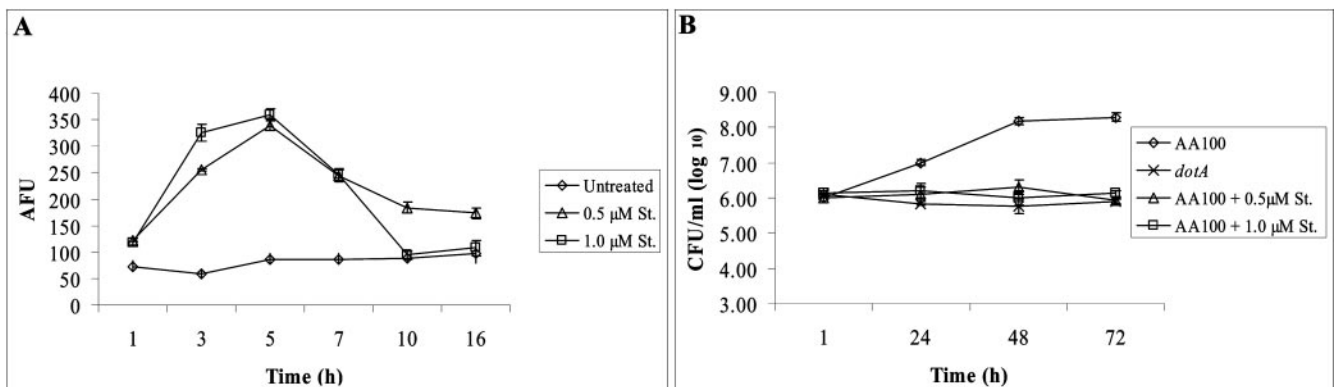 A
AFU
400
350
300
250
200
150
100
50
0
1 3 5 7 10 16
Time (h)
Untreated
0.5 µM St.
1.0 µM St.
B
CFU/ml (log 10)
9.00
8.00
7.00
6.00
5.00
4.00
3.00
1 24 48 72
Time (h)
AA100
dotA
AA100 + 0.5µM St.
AA100 + 1.0 µM St.